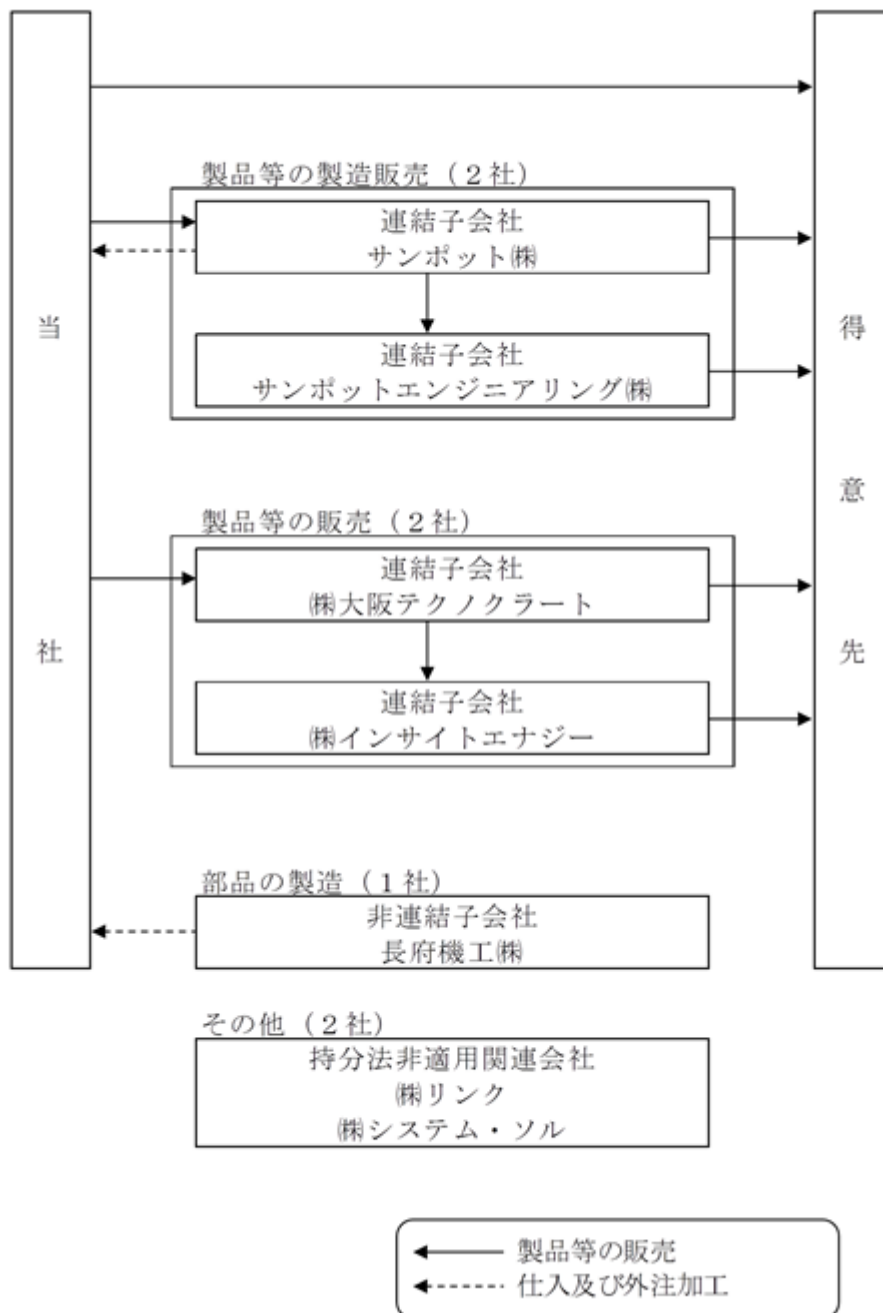 製品等の製造販売（２社）
連結子会社
サンポット㈱
連結子会社
サンポットエンジニアリング㈱
当社
得意先
製品等の販売（２社）
連結子会社
㈱大阪テクノクラート
連結子会社
㈱インサイトエナジー
部品の製造（１社）
非連結子会社
長府機工㈱
その他（２社）
持分法非適用関連会社
㈱リンク
㈱システム・ソル
製品等の販売
仕入及び外注加工